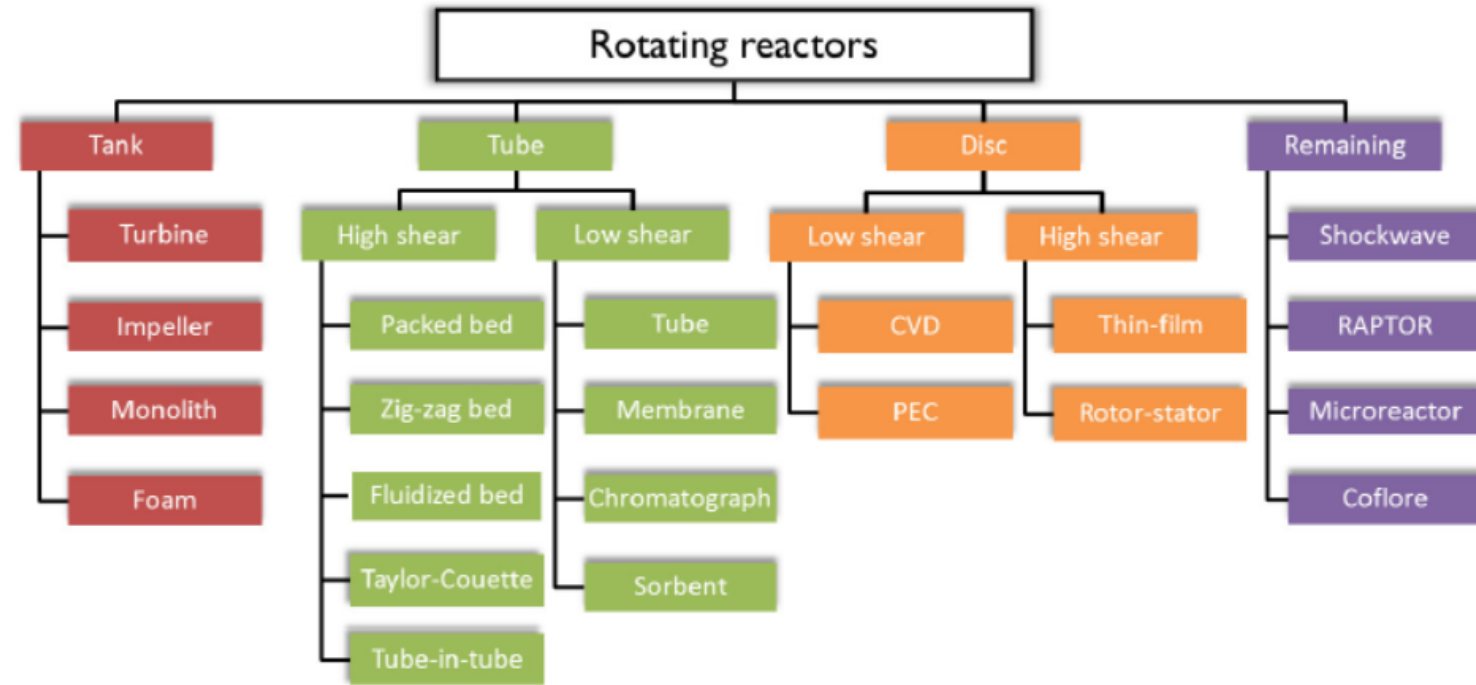 Rotating reactors
Tank
Turbine
Impeller
Monolith
Foam
Tube
High shear
Packed bed
Zig-zag bed
Fluidized bed
Taylor-Couette
Tube-in-tube
Low shear
Tube
Membrane
Chromatograph
Sorbent
Disc
Low shear
CVD
PEC
High shear
Thin-film
Rotor-stator
Remaining
Shockwave
RAPTOR
Microreactor
Coflore